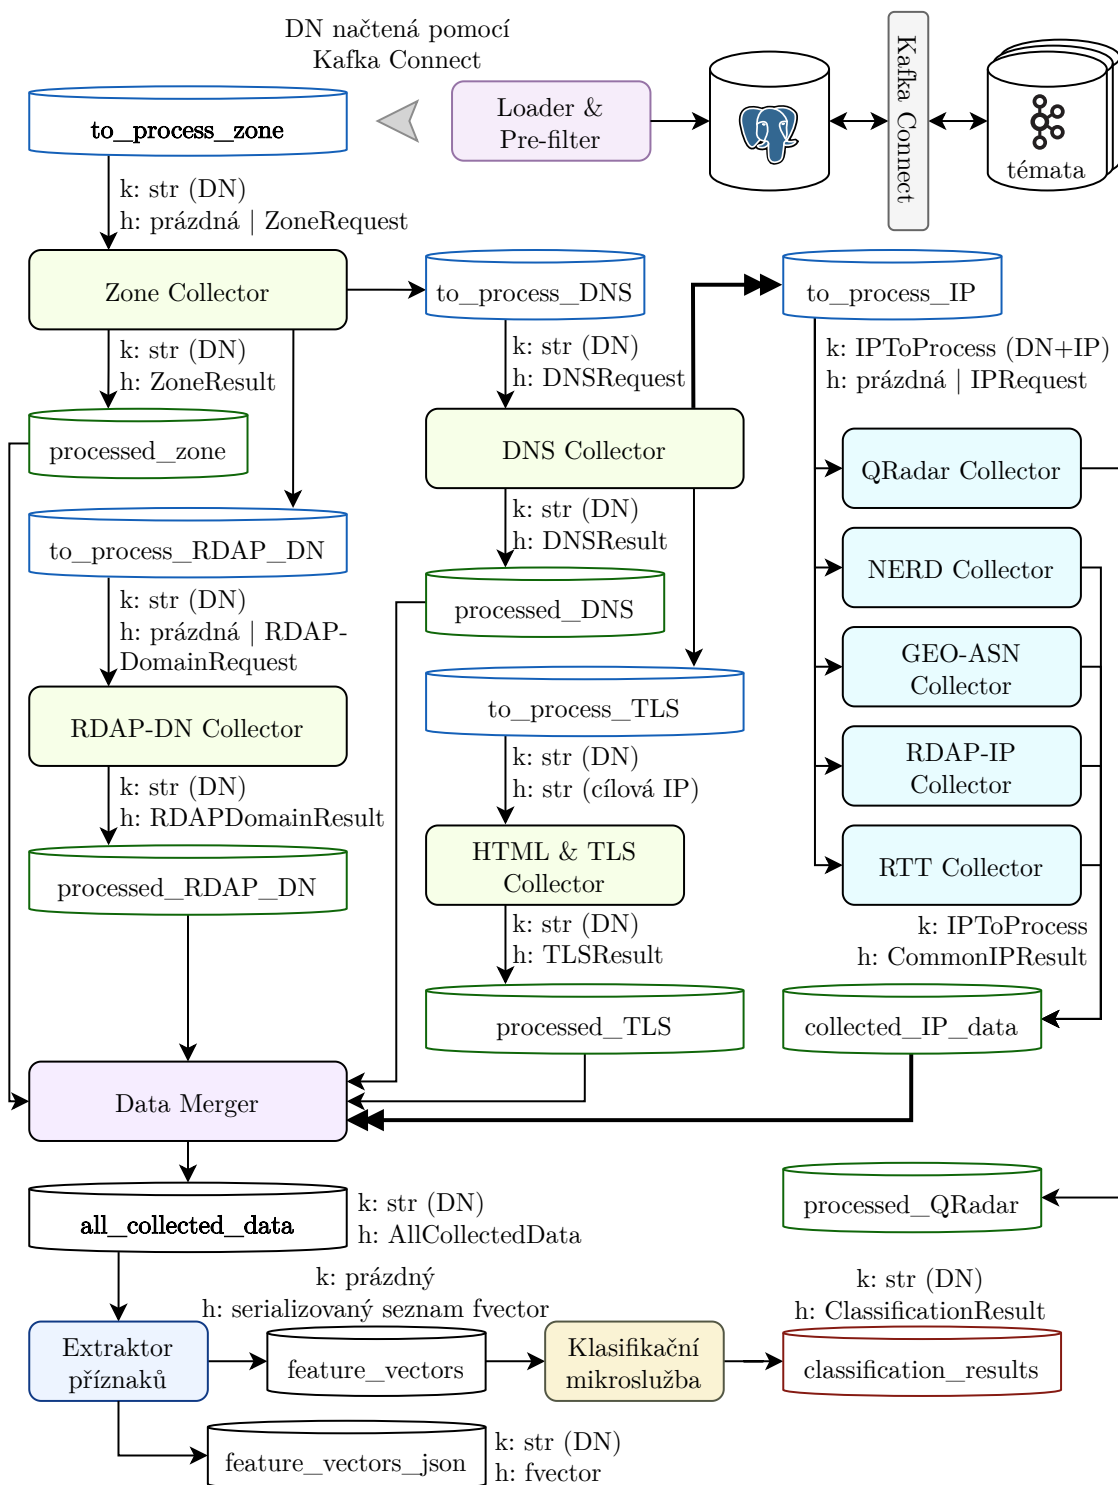 DN načtená pomocí
Kafka Connect
to_process_zone
Loader &
Pre-filter
Kafka Connect
témata
k: str (DN)
h: prázdná | ZoneRequest
Zone Collector
to_process_DNS
to_process_IP
k: str (DN)
h: ZoneResult
k: str (DN)
h: DNSRequest
k: IPToProcess (DN+IP)
h: prázdná | IPRequest
processed_zone
DNS Collector
QRadar Collector
to_process_RDAP_DN
k: str (DN)
h: DNSResult
NERD Collector
k: str (DN)
h: prázdná | RDAP-
DomainRequest
processed_DNS
GEO-ASN
Collector
RDAP-DN Collector
to_process_TLS
RDAP-IP
Collector
k: str (DN)
h: RDAPDomainResult
k: str (DN)
h: str (cílová IP)
processed_RDAP_DN
HTML & TLS
Collector
RTT Collector
k: str (DN)
h: TLSResult
k: IPToProcess
h: CommonIPResult
processed_TLS
collected_IP_data
Data Merger
all_collected_data
k: str (DN)
h: AllCollectedData
processed_QRadar
k: prázdný
h: serializovaný seznam fvector
k: str (DN)
h: ClassificationResult
Extraktor
příznaků
feature_vectors
Klasifikační
mikroslužba
classification_results
feature_vectors_json
k: str (DN)
h: fvector